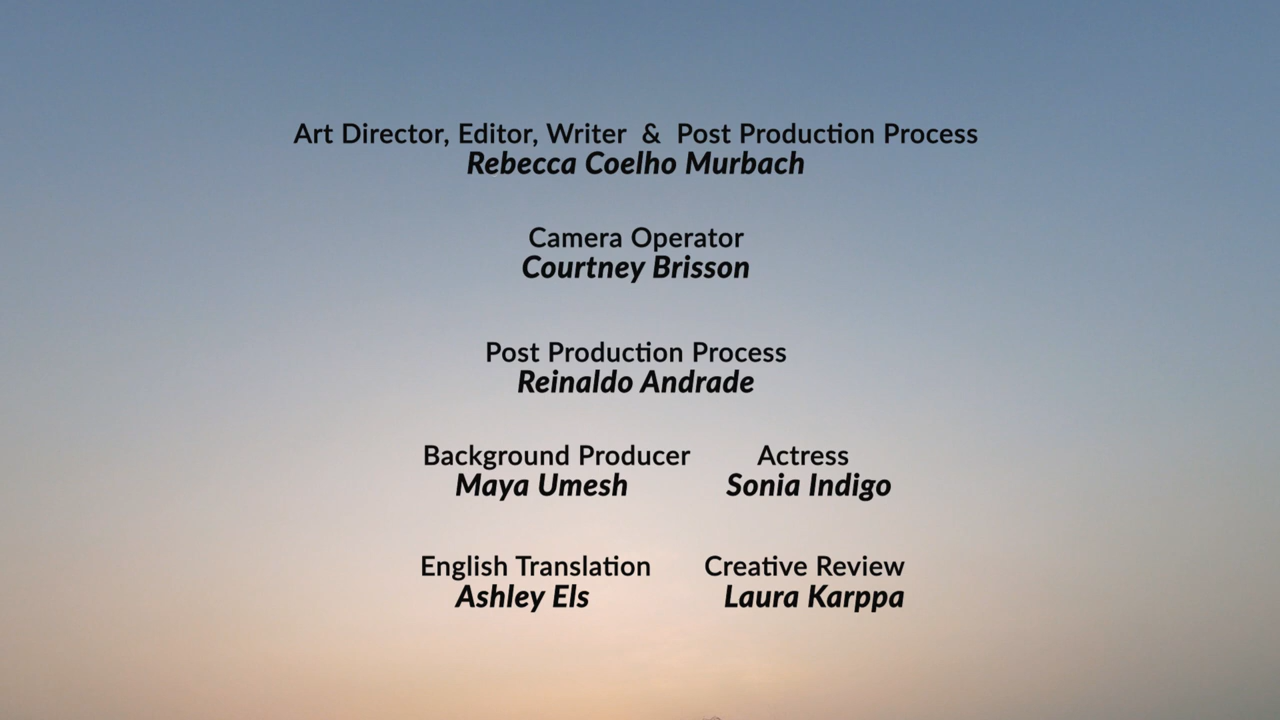 Art Director, Editor, Writer & Post Production Process
Rebecca Coelho Murbach
Camera Operator
Courtney Brisson
Post Production Process
Reinaldo Andrade
Background Producer Actress
Maya Umesh Sonia Indigo
English Translation Creative Review
Ashley Els Laura Karppa